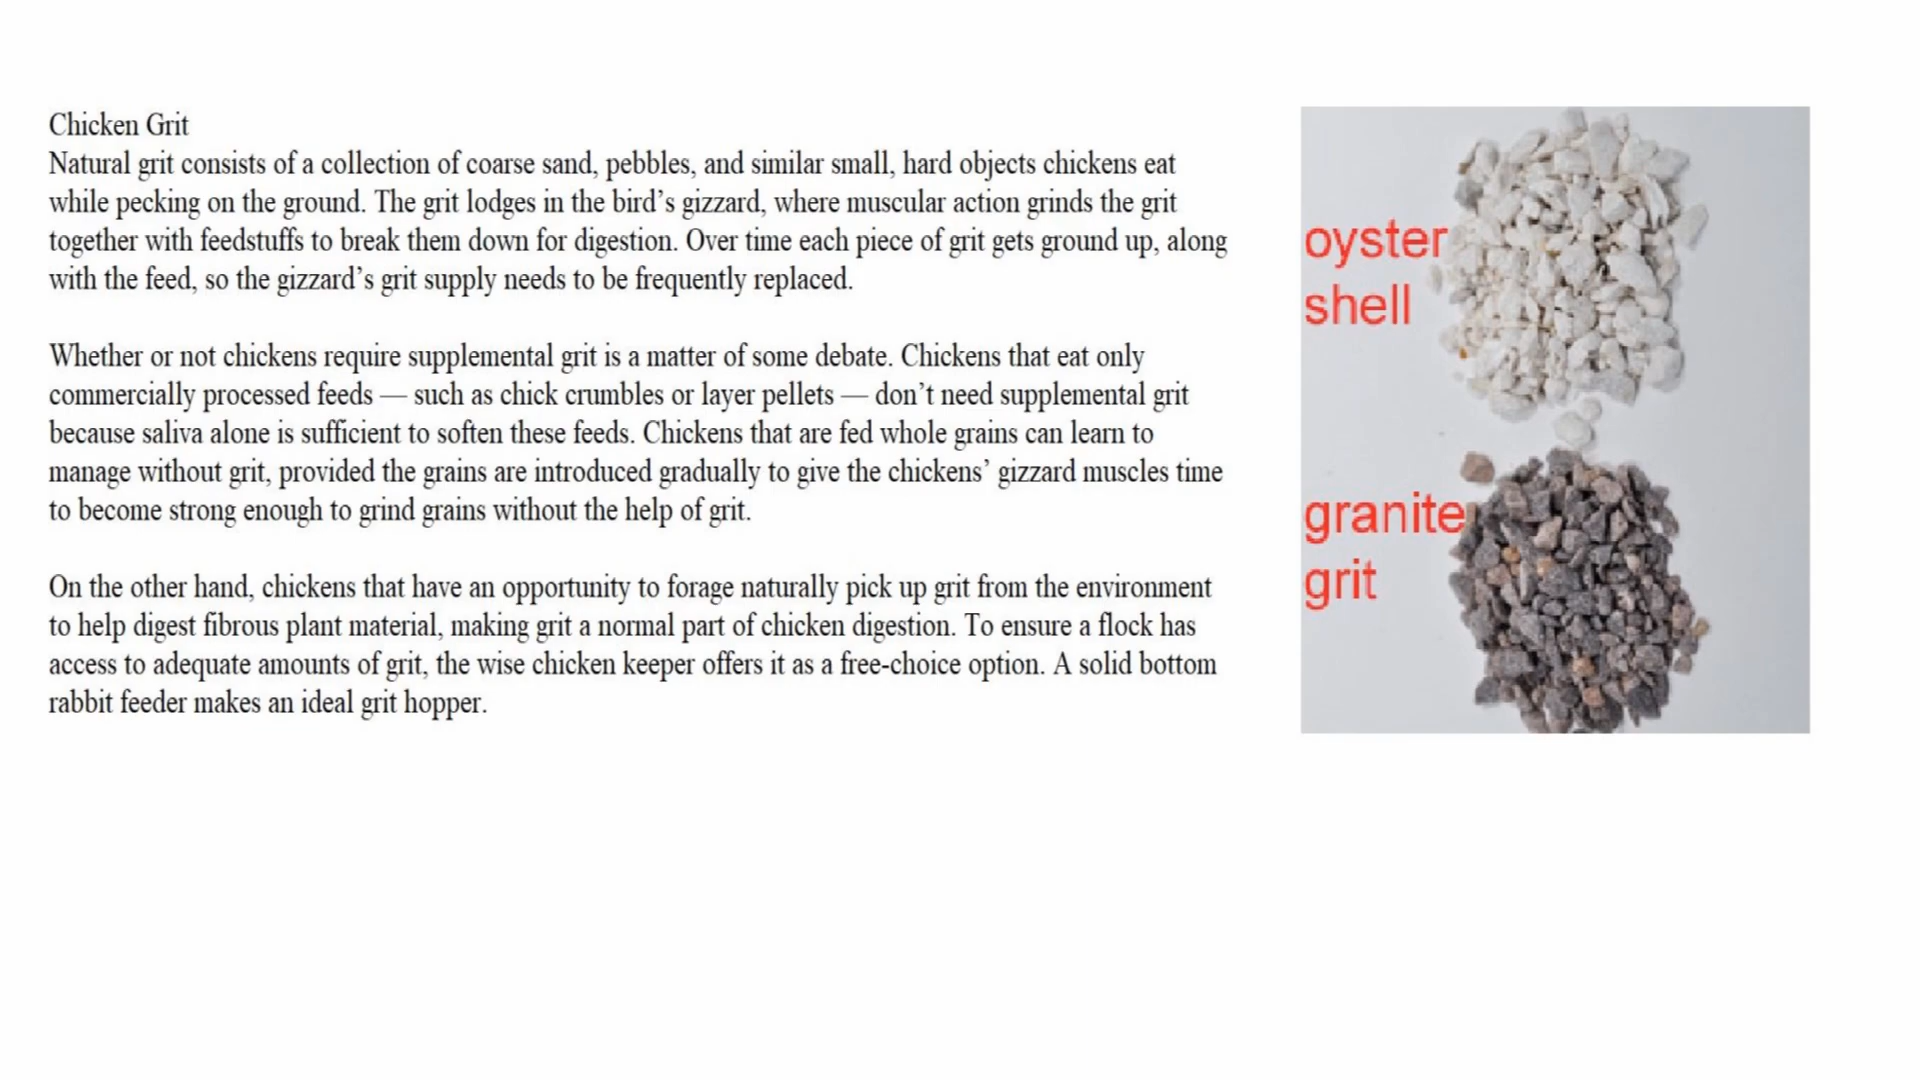 Chicken Grit
Natural grit consists of a collection of coarse sand, pebbles, and similar small, hard objects chickens eat
while pecking on the ground. The grit lodges in the bird’s gizzard, where muscular action grinds the grit
together with feedstuffs to break them down for digestion. Over time each piece of grit gets ground up, along
with the feed, so the gizzard’s grit supply needs to be frequently replaced.
Whether or not chickens require supplemental grit is a matter of some debate. Chickens that eat only
commercially processed feeds — such as chick crumbles or layer pellets — don’t need supplemental grit
because saliva alone is sufficient to soften these feeds. Chickens that are fed whole grains can learn to
manage without grit, provided the grains are introduced gradually to give the chickens’ gizzard muscles time
to become strong enough to grind grains without the help of grit.
On the other hand, chickens that have an opportunity to forage naturally pick up grit from the environment
to help digest fibrous plant material, making grit a normal part of chicken digestion. To ensure a flock has
access to adequate amounts of grit, the wise chicken keeper offers it as a free-choice option. A solid bottom
rabbit feeder makes an ideal grit hopper.
oyster
shell
granite
grit